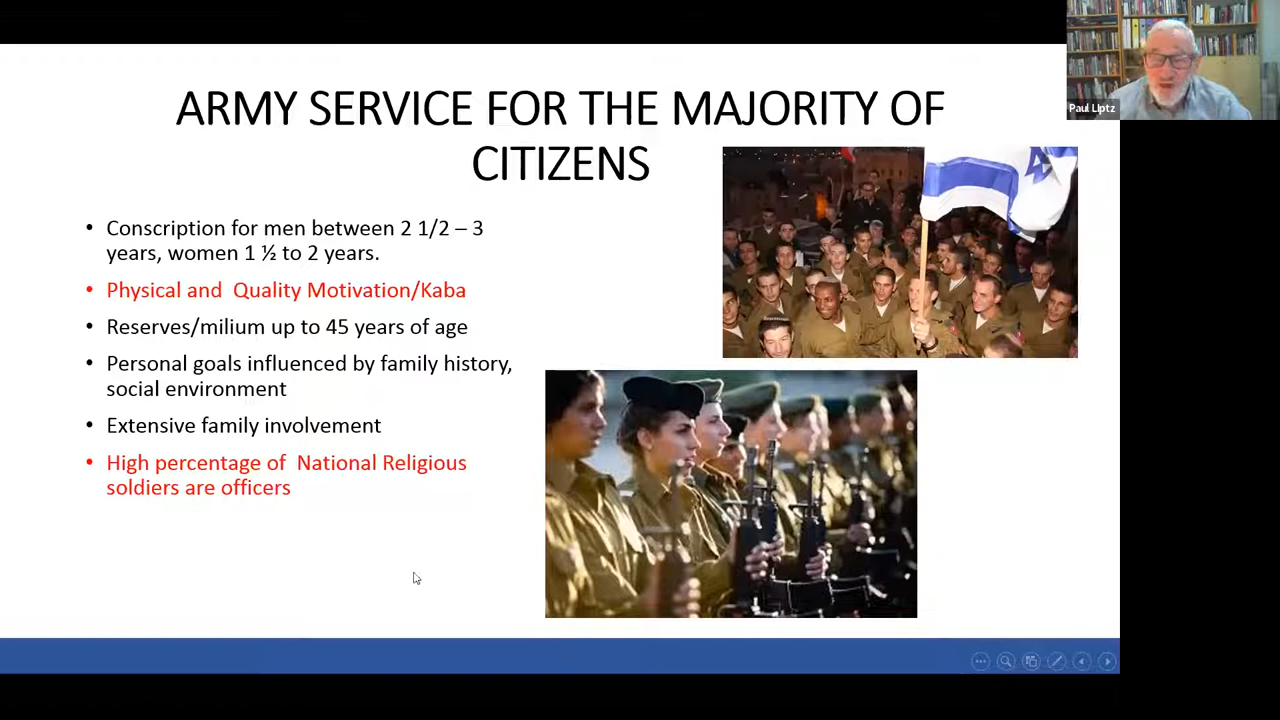 ARMY SERVICE FOR THE MAJORITY OF
CITIZENS
• Conscription for men between 2 1/2 – 3
years, women 1 ½ to 2 years.
• Physical and  Quality Motivation/Kaba
• Reserves/milium up to 45 years of age
• Personal goals influenced by family history,
social environment
• Extensive family involvement
• High percentage of  National Religious
soldiers are officers
Paul LIptz